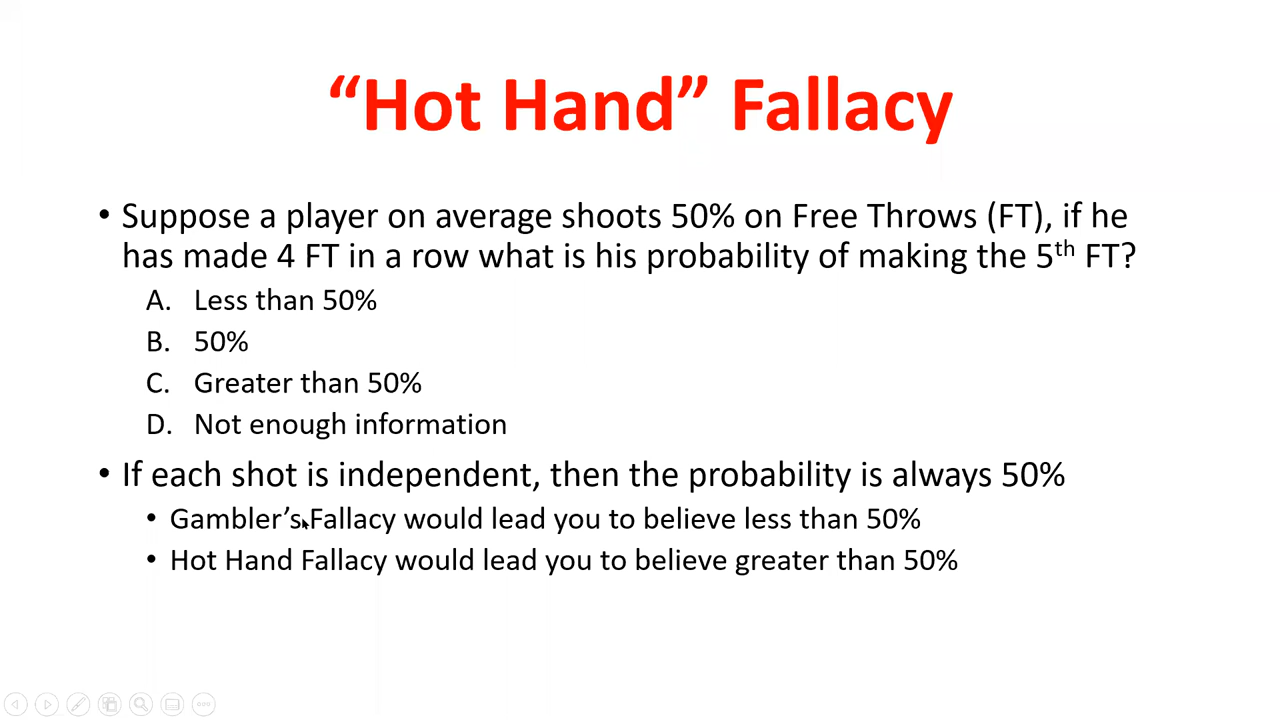 “Hot Hand” Fallacy
• Suppose a player on average shoots 50% on Free Throws (FT), if he
has made 4 FT in a row what is his probability of making the 5th FT?
A. Less than 50%
B. 50%
C. Greater than 50%
D. Not enough information
• If each shot is independent, then the probability is always 50%
• Gambler’s Fallacy would lead you to believe less than 50%
• Hot Hand Fallacy would lead you to believe greater than 50%